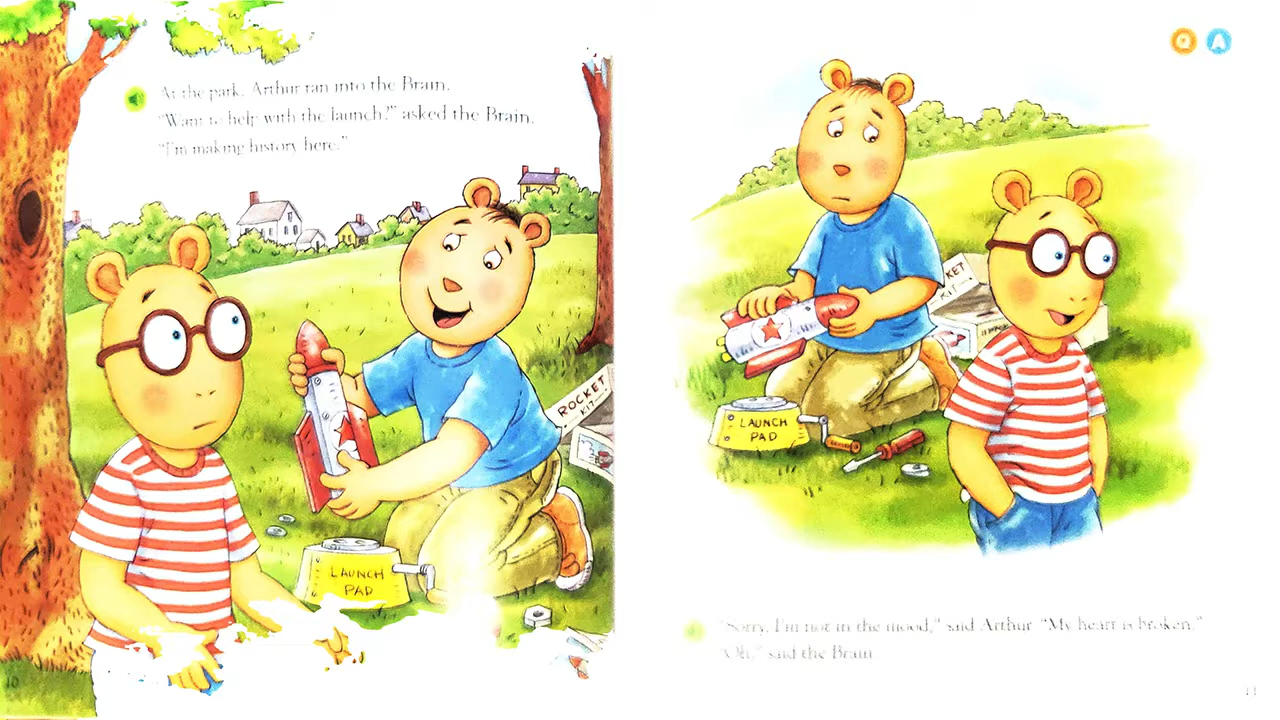 At the park, Arthur ran into the Brain.
"Want to help with the launch?" asked the Brain.
"I'm making history here."
ROCKET
KIT
LAUNCH
PAD
10
Q A
KET
KIT
LAUNCH
PAD
"Sorry, I'm not in the mood," said Arthur. "My heart is broken."
"Oh," said the Brain.
11